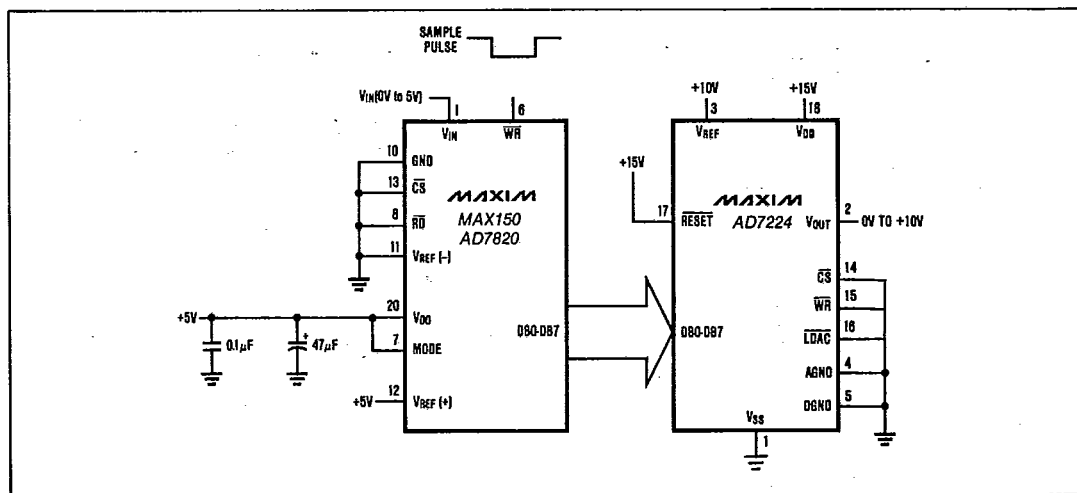 SAMPLE
PULSE
VIN(0V to 5V)
1
6
VIN
WR
10
GND
13
CS
8
RD
11
VREF (-)
MAXIM
MAX150
AD7820
+5V
0.1µF
+
47µF
20
VDD
7
MODE
+5V
12
VREF (+)
DB0-DB7
+10V
+15V
3
18
VREF
VDD
+15V
17
RESET
MAXIM
AD7224
2
VOUT
0V TO +10V
CS
14
WR
15
LDAC
16
AGND
4
DGND
5
DB0-DB7
VSS
1